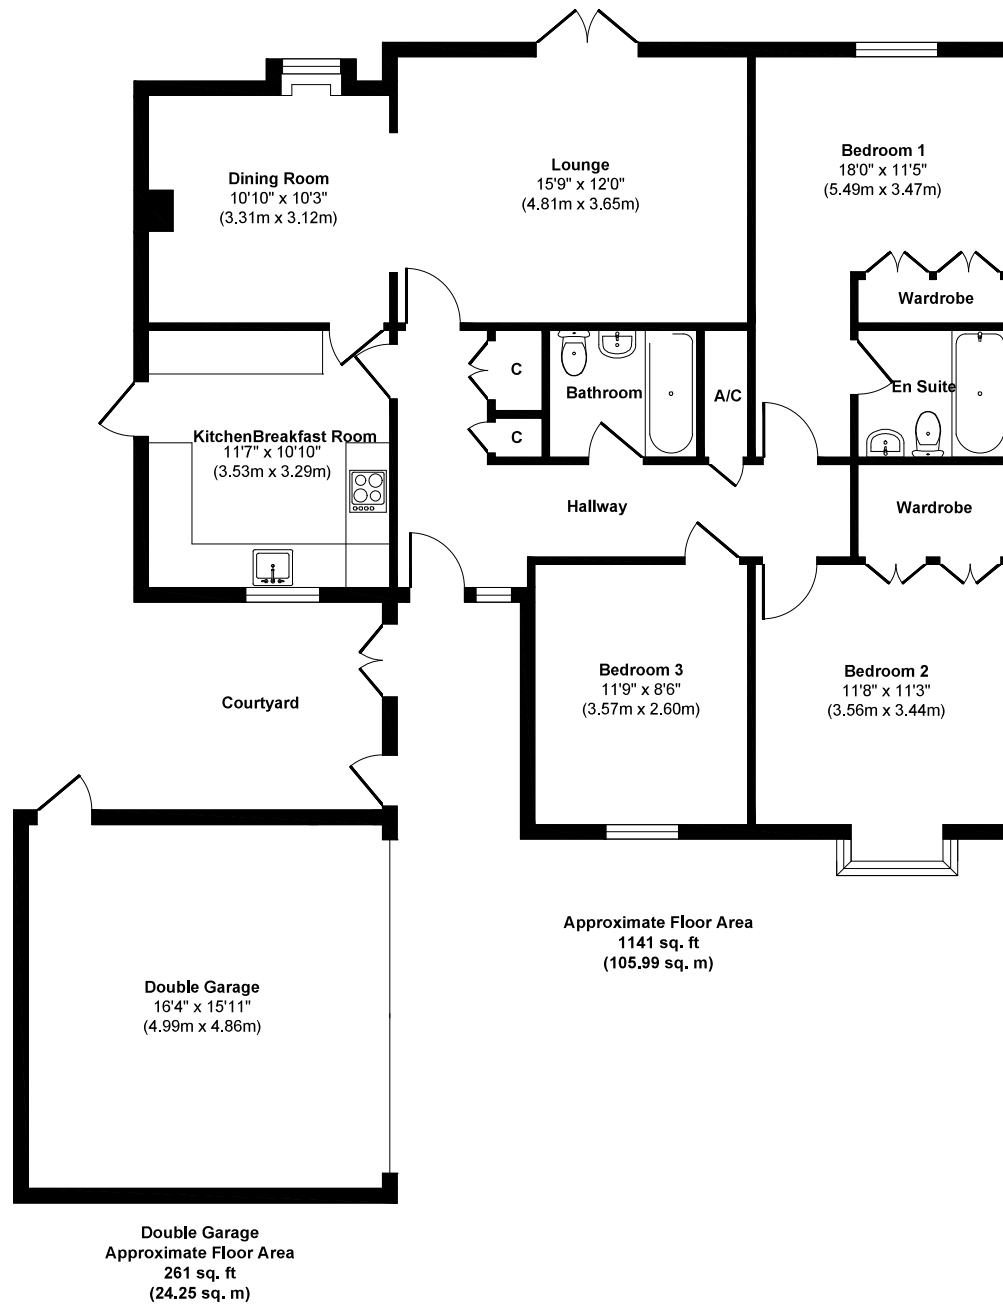 Dining Room
10'10" x 10'3"
(3.31m x 3.12m)
Lounge
15'9" x 12'0"
(4.81m x 3.65m)
Bedroom 1
18'0" x 11'5"
(5.49m x 3.47m)
Wardrobe
KitchenBreakfast Room
11'7" x 10'10"
(3.53m x 3.29m)
C
C
Bathroom
A/C
En Suite
Hallway
Wardrobe
Courtyard
Bedroom 3
11'9" x 8'6"
(3.57m x 2.60m)
Bedroom 2
11'8" x 11'3"
(3.56m x 3.44m)
Approximate Floor Area
1141 sq. ft
(105.99 sq. m)
Double Garage
16'4" x 15'11"
(4.99m x 4.86m)
Double Garage
Approximate Floor Area
261 sq. ft
(24.25 sq. m)